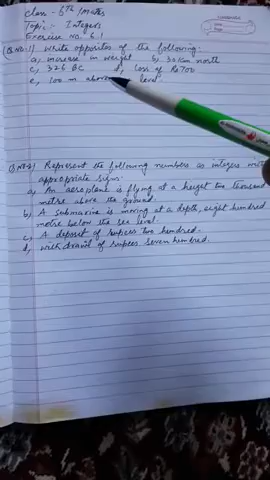 Class - 6th Maths
Topic - Integers
Exercise No. 6.1
Q.No:1) Write opposites of the following:
a, increase in weight b, 30 km north
c, 326 BC d, Loss of Rs 700
e, 100 m above level.
Q.No:2) Represent the following numbers as integers with
appropriate signs.
a, An aeroplane is flying at a height two thousand
metre above the ground.
b, A submarine is moving at a depth, eight hundred
metre below the sea level.
c, A deposit of rupees two hundred.
d, withdrawl of rupees seven hundred.